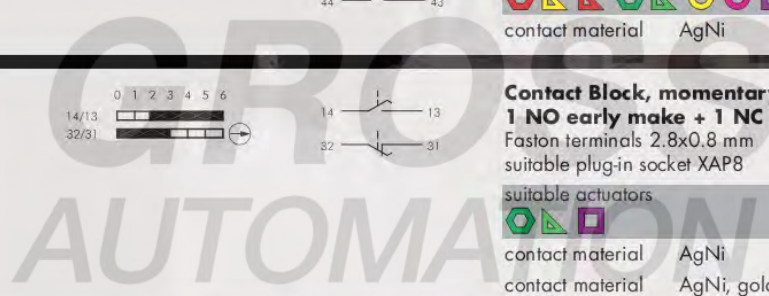 44 43
contact material AgNi
0 1 2 3 4 5 6
14/13
32/31
14 13
32 31
Contact Block, momentary
1 NO early make + 1 NC
Faston terminals 2.8x0.8 mm
suitable plug-in socket XAP8
suitable actuators
contact material AgNi
contact material AgNi, gold
GROSS
AUTOMATION